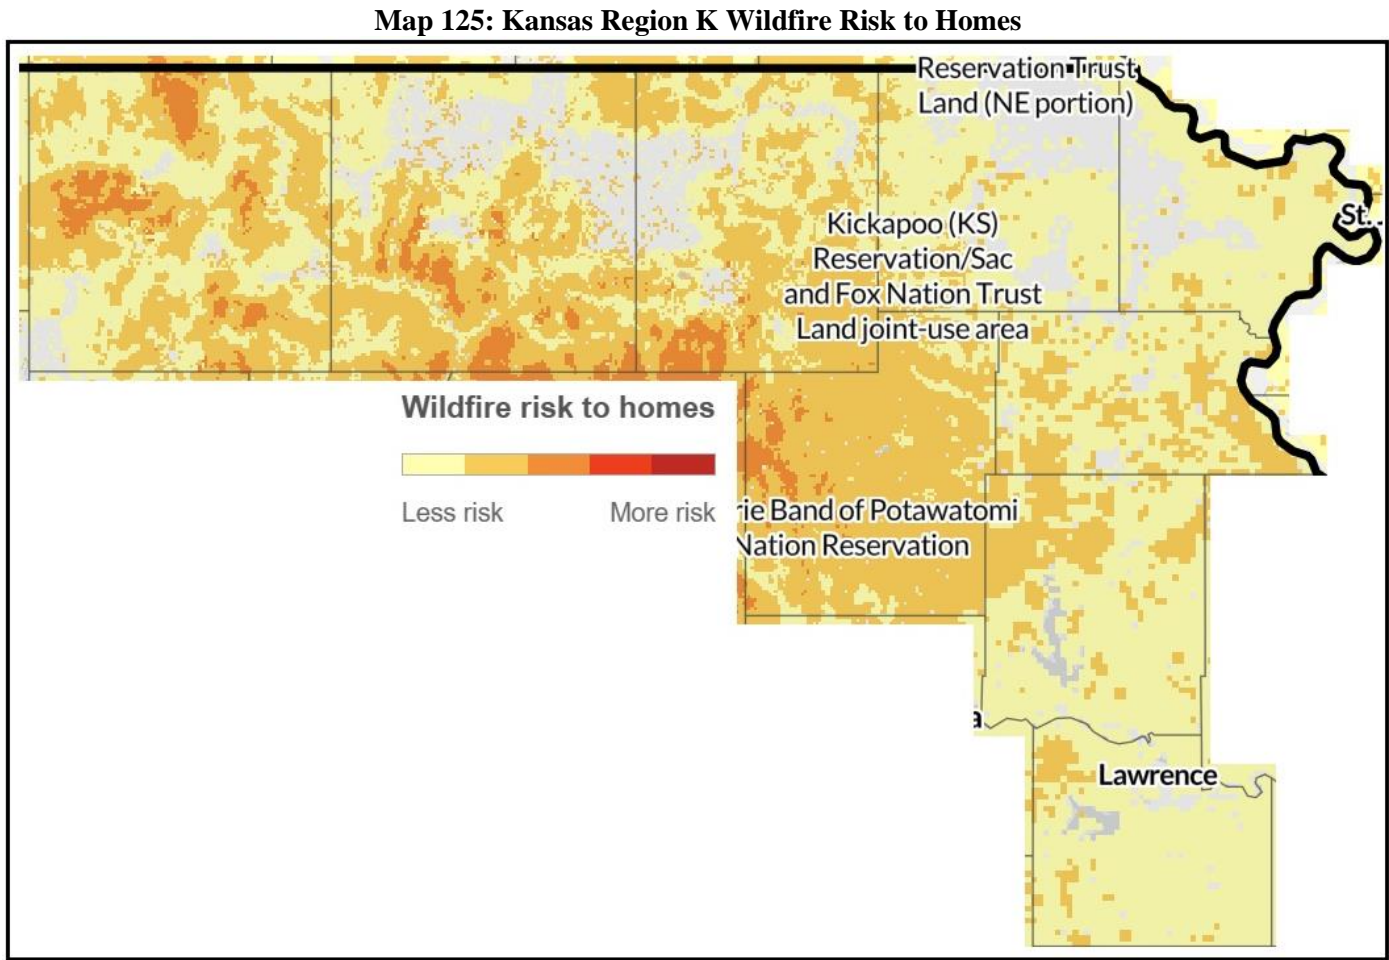 Map 125: Kansas Region K Wildfire Risk to Homes
Reservation Trust
Land (NE portion)
St...
Kickapoo (KS)
Reservation/Sac
and Fox Nation Trust
Land joint-use area
Wildfire risk to homes
Less risk More risk
rie Band of Potawatomi
Nation Reservation
a
Lawrence